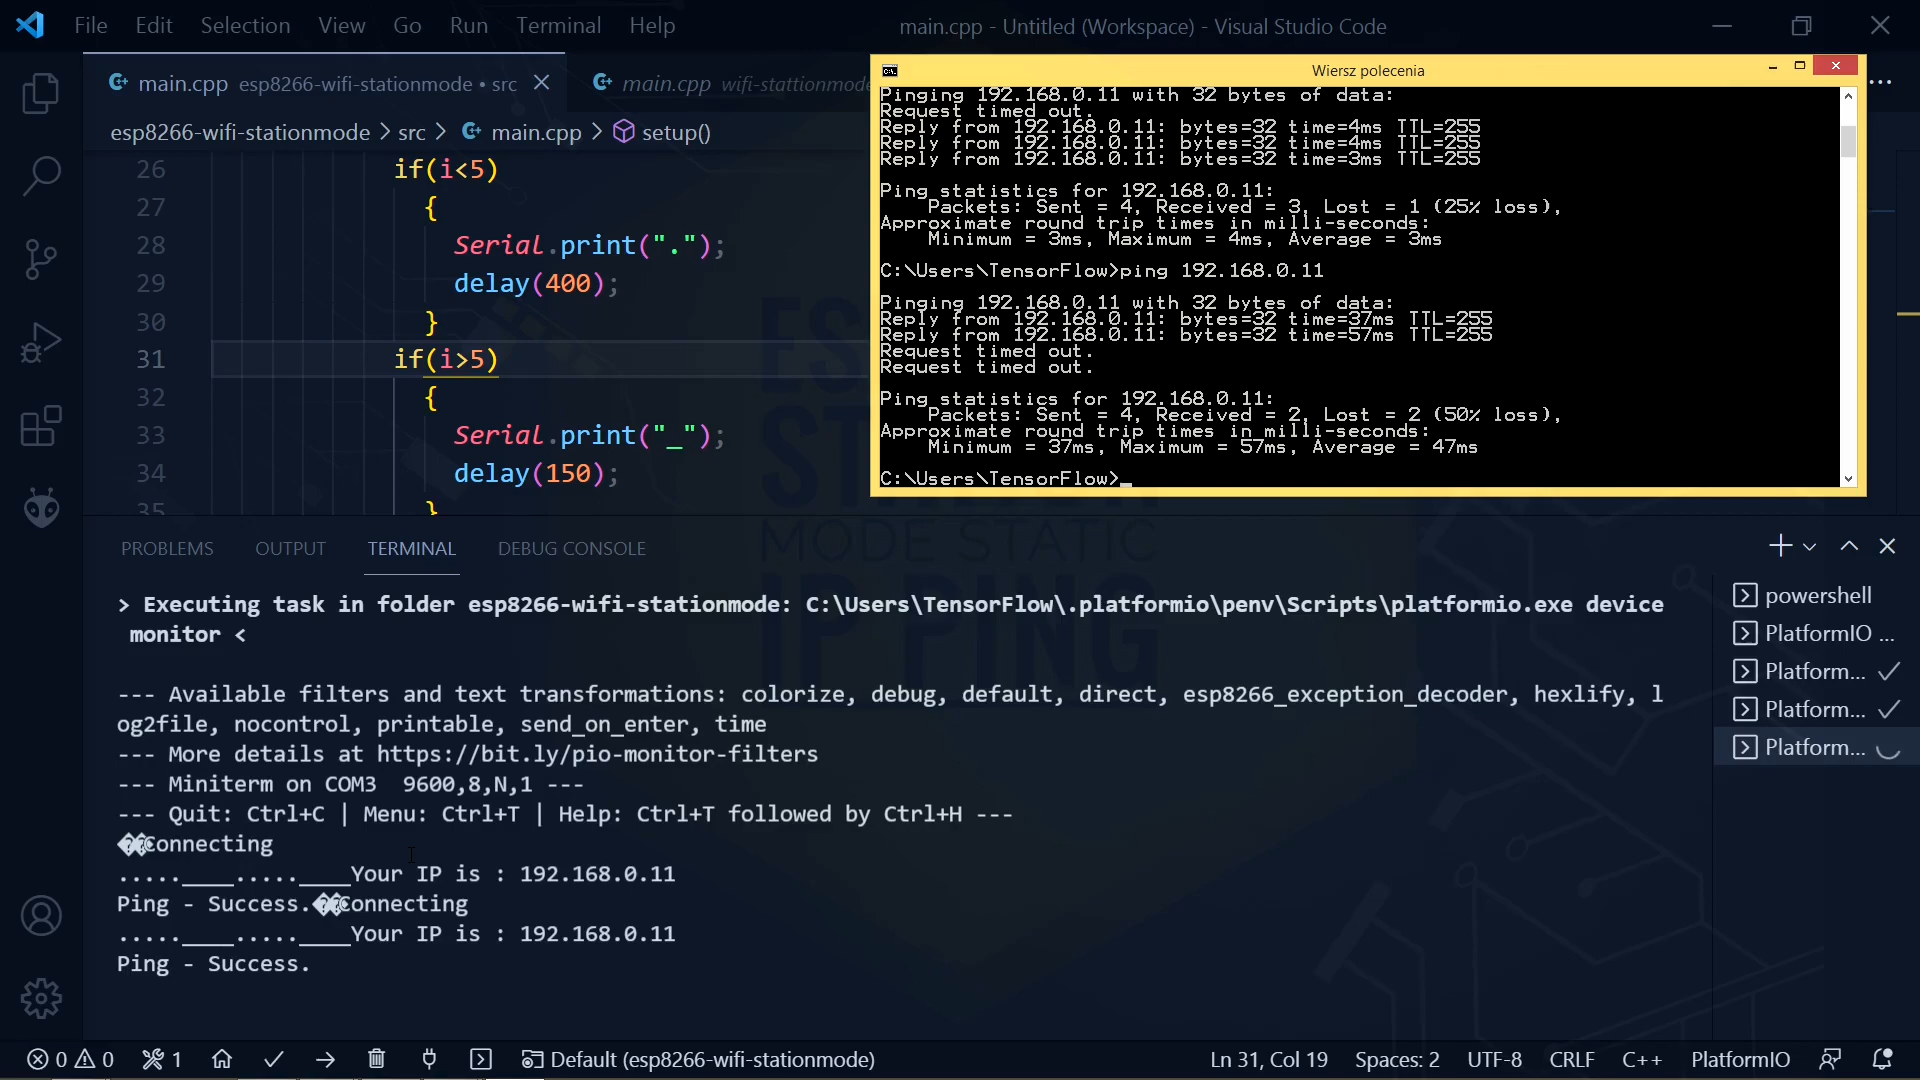 File Edit Selection View Go Run Terminal Help
main.cpp - Untitled (Workspace) - Visual Studio Code
main.cpp esp8266-wifi-stationmode • src
main.cpp wifi-stattionmode
esp8266-wifi-stationmode > src > main.cpp > setup()
26 if(i<5)
27 {
28 Serial.print(".");
29 delay(400);
30 }
31 if(i>5)
32 {
33 Serial.print("_");
34 delay(150);
35 }
Wiersz polecenia
Pinging 192.168.0.11 with 32 bytes of data:
Request timed out.
Reply from 192.168.0.11: bytes=32 time=4ms TTL=255
Reply from 192.168.0.11: bytes=32 time=4ms TTL=255
Reply from 192.168.0.11: bytes=32 time=3ms TTL=255
Ping statistics for 192.168.0.11:
Packets: Sent = 4, Received = 3, Lost = 1 (25% loss),
Approximate round trip times in milli-seconds:
Minimum = 3ms, Maximum = 4ms, Average = 3ms
C:\Users\TensorFlow>ping 192.168.0.11
Pinging 192.168.0.11 with 32 bytes of data:
Reply from 192.168.0.11: bytes=32 time=37ms TTL=255
Reply from 192.168.0.11: bytes=32 time=57ms TTL=255
Request timed out.
Request timed out.
Ping statistics for 192.168.0.11:
Packets: Sent = 4, Received = 2, Lost = 2 (50% loss),
Approximate round trip times in milli-seconds:
Minimum = 37ms, Maximum = 57ms, Average = 47ms
C:\Users\TensorFlow>_
MODE STATIC
IP PING
PROBLEMS OUTPUT TERMINAL DEBUG CONSOLE
> Executing task in folder esp8266-wifi-stationmode: C:\Users\TensorFlow\.platformio\penv\Scripts\platformio.exe device
monitor <
--- Available filters and text transformations: colorize, debug, default, direct, esp8266_exception_decoder, hexlify, l
og2file, nocontrol, printable, send_on_enter, time
--- More details at https://bit.ly/pio-monitor-filters
--- Miniterm on COM3  9600,8,N,1 ---
--- Quit: Ctrl+C | Menu: Ctrl+T | Help: Ctrl+T followed by Ctrl+H ---
��Connecting
.....____.....____Your IP is : 192.168.0.11
Ping - Success.��Connecting
.....____.....____Your IP is : 192.168.0.11
Ping - Success.
powershell
PlatformIO ...
Platform...
Platform...
Platform...
0 0 1 Default (esp8266-wifi-stationmode) Ln 31, Col 19 Spaces: 2 UTF-8 CRLF C++ PlatformIO